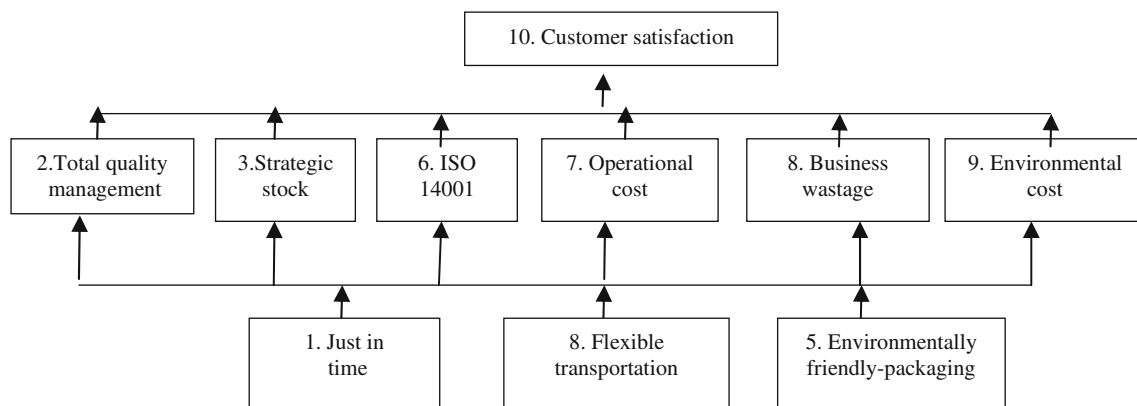 10. Customer satisfaction
2.Total quality
management
3.Strategic
stock
6. ISO
14001
7. Operational
cost
8. Business
wastage
9. Environmental
cost
1. Just in
time
8. Flexible
transportation
5. Environmentally
friendly-packaging